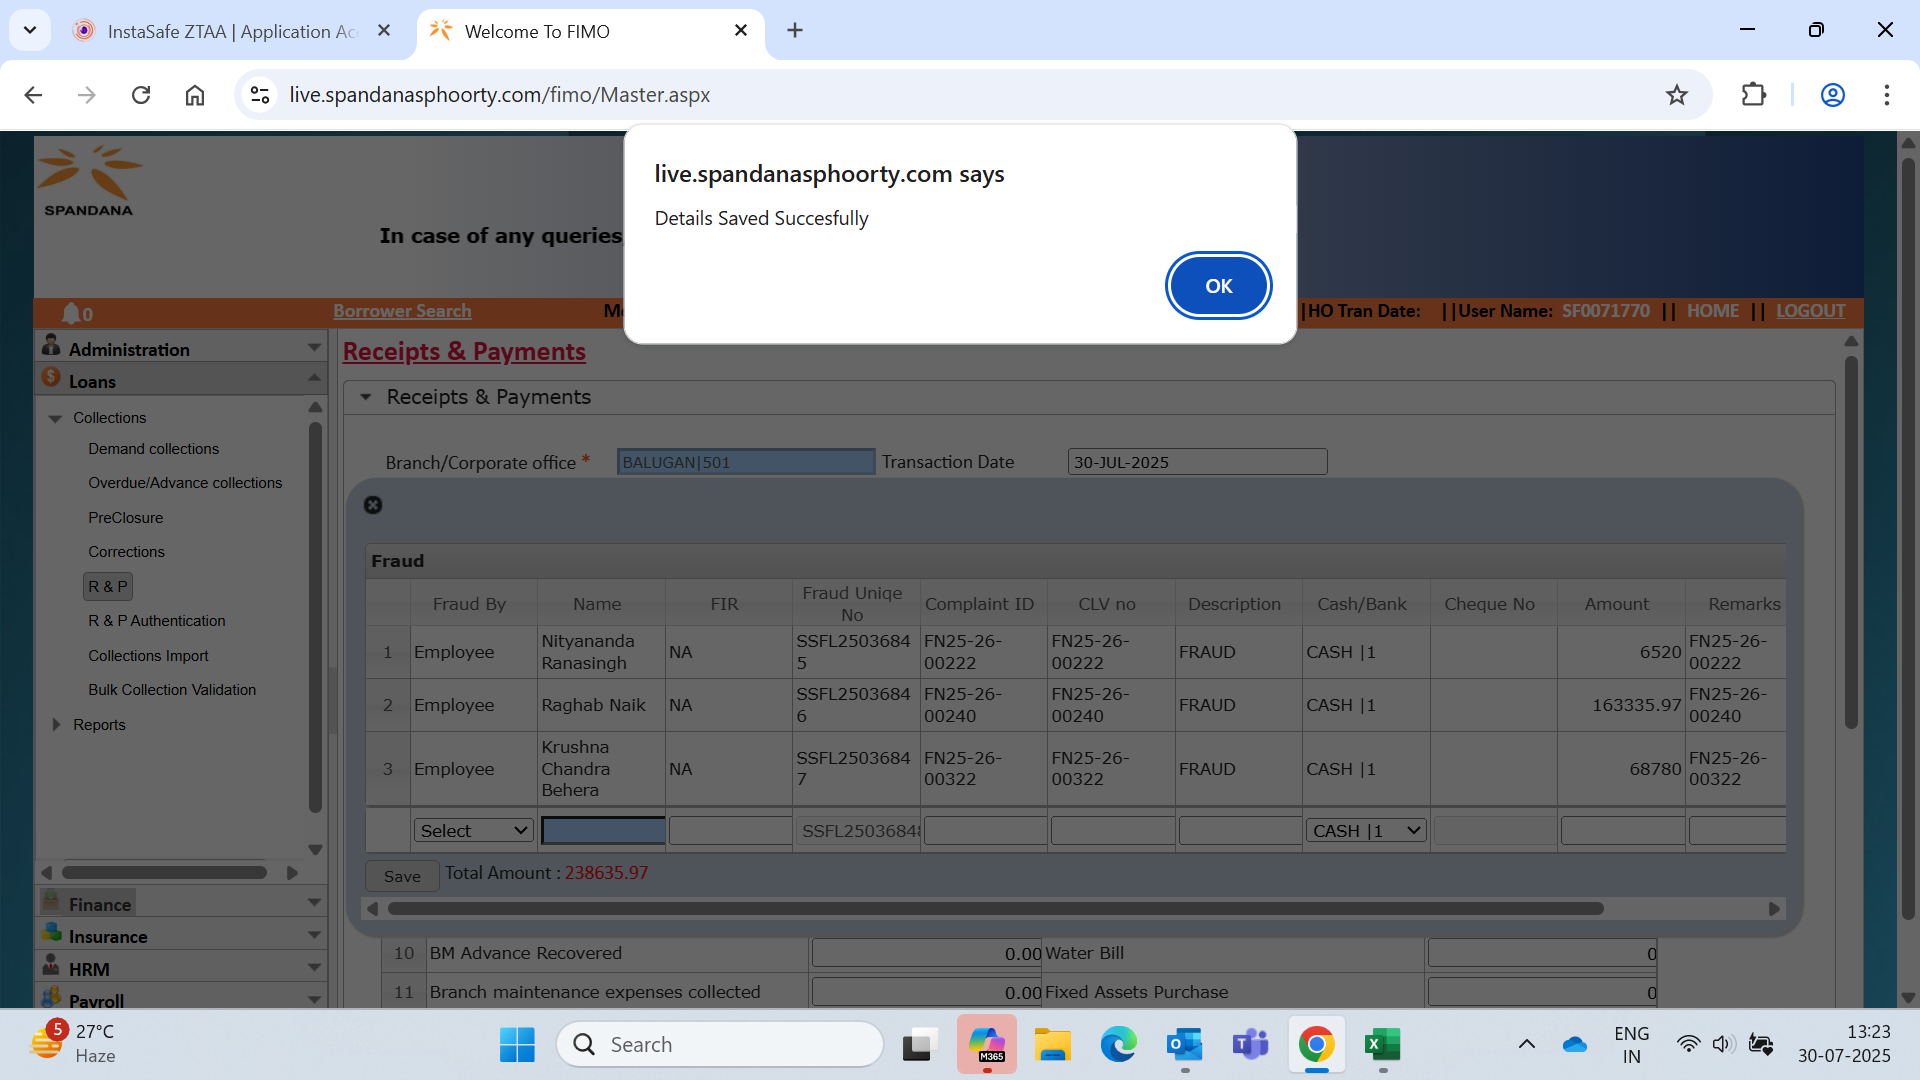 InstaSafe ZTAA | Application Acc
Welcome To FIMO
live.spandanasphoorty.com/fimo/Master.aspx
live.spandanasphoorty.com says
Details Saved Succesfully
OK
SPANDANA
In case of any queries
0
Borrower Search
|HO Tran Date: ||User Name: SF0071770 || HOME || LOGOUT
Administration
Loans
Collections
Demand collections
Overdue/Advance collections
PreClosure
Corrections
R & P
R & P Authentication
Collections Import
Bulk Collection Validation
Reports
Finance
Insurance
HRM
Payroll
Receipts & Payments
Receipts & Payments
Branch/Corporate office * BALUGAN|501 Transaction Date 30-JUL-2025
Fraud
Fraud By Name FIR Fraud Uniqe No Complaint ID CLV no Description Cash/Bank Cheque No Amount Remarks
1 Employee Nityananda Ranasingh NA SSFL25036845 FN25-26-00222 FN25-26-00222 FRAUD CASH |1 6520 FN25-26-00222
2 Employee Raghab Naik NA SSFL25036846 FN25-26-00240 FN25-26-00240 FRAUD CASH |1 163335.97 FN25-26-00240
3 Employee Krushna Chandra Behera NA SSFL25036847 FN25-26-00322 FN25-26-00322 FRAUD CASH |1 68780 FN25-26-00322
Select SSFL25036848 CASH |1
Save Total Amount : 238635.97
10 BM Advance Recovered 0.00 Water Bill 0
11 Branch maintenance expenses collected 0.00 Fixed Assets Purchase 0
5
27°C
Haze
Search
M365
ENG
IN
13:23
30-07-2025